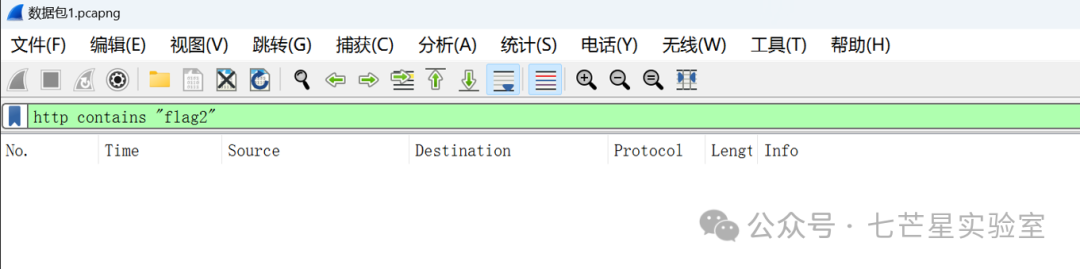 数据包1.pcapng
文件(F) 编辑(E) 视图(V) 跳转(G) 捕获(C) 分析(A) 统计(S) 电话(Y) 无线(W) 工具(T) 帮助(H)
http contains "flag2"
No. Time Source Destination Protocol Lengt Info
公众号 · 七芒星实验室